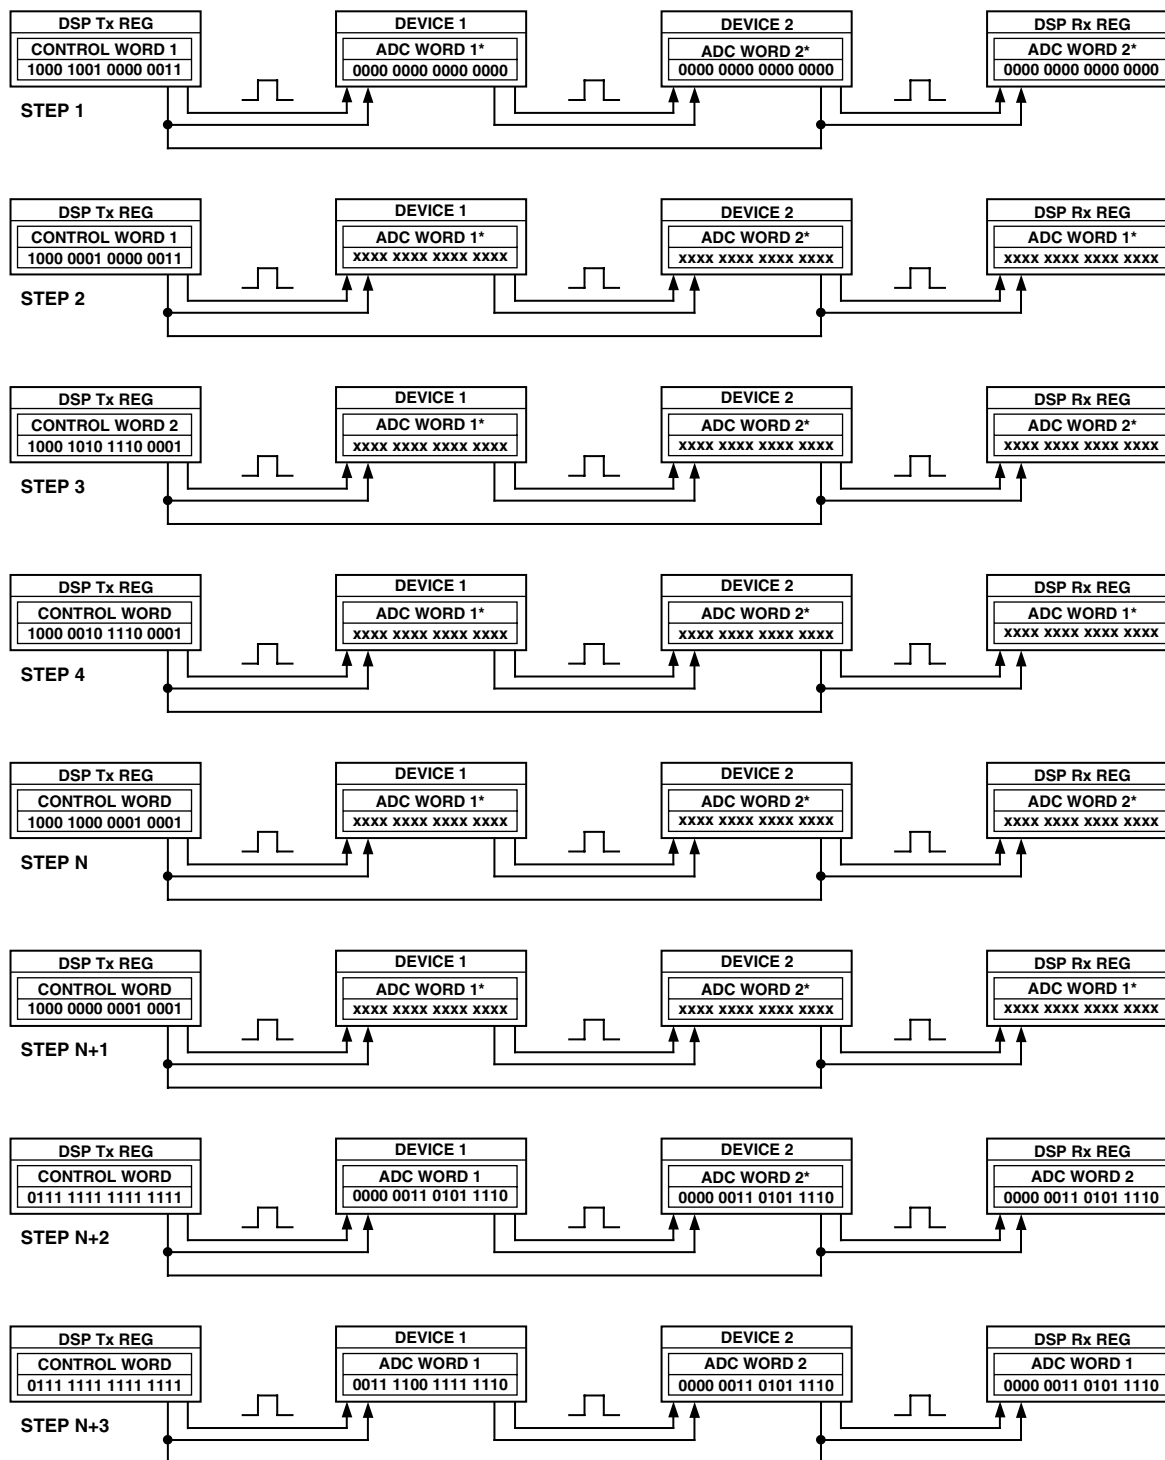 DSP Tx REG
CONTROL WORD 1
1000 1001 0000 0011
DEVICE 1
ADC WORD 1*
0000 0000 0000 0000
DEVICE 2
ADC WORD 2*
0000 0000 0000 0000
DSP Rx REG
ADC WORD 2*
0000 0000 0000 0000
STEP 1
DSP Tx REG
CONTROL WORD 1
1000 0001 0000 0011
DEVICE 1
ADC WORD 1*
xxxx xxxx xxxx xxxx
DEVICE 2
ADC WORD 2*
xxxx xxxx xxxx xxxx
DSP Rx REG
ADC WORD 1*
xxxx xxxx xxxx xxxx
STEP 2
DSP Tx REG
CONTROL WORD 2
1000 1010 1110 0001
DEVICE 1
ADC WORD 1*
xxxx xxxx xxxx xxxx
DEVICE 2
ADC WORD 2*
xxxx xxxx xxxx xxxx
DSP Rx REG
ADC WORD 2*
xxxx xxxx xxxx xxxx
STEP 3
DSP Tx REG
CONTROL WORD
1000 0010 1110 0001
DEVICE 1
ADC WORD 1*
xxxx xxxx xxxx xxxx
DEVICE 2
ADC WORD 2*
xxxx xxxx xxxx xxxx
DSP Rx REG
ADC WORD 1*
xxxx xxxx xxxx xxxx
STEP 4
DSP Tx REG
CONTROL WORD
1000 1000 0001 0001
DEVICE 1
ADC WORD 1*
xxxx xxxx xxxx xxxx
DEVICE 2
ADC WORD 2*
xxxx xxxx xxxx xxxx
DSP Rx REG
ADC WORD 2*
xxxx xxxx xxxx xxxx
STEP N
DSP Tx REG
CONTROL WORD
1000 0000 0001 0001
DEVICE 1
ADC WORD 1*
xxxx xxxx xxxx xxxx
DEVICE 2
ADC WORD 2*
xxxx xxxx xxxx xxxx
DSP Rx REG
ADC WORD 1*
xxxx xxxx xxxx xxxx
STEP N+1
DSP Tx REG
CONTROL WORD
0111 1111 1111 1111
DEVICE 1
ADC WORD 1
0000 0011 0101 1110
DEVICE 2
ADC WORD 2*
0000 0011 0101 1110
DSP Rx REG
ADC WORD 2
0000 0011 0101 1110
STEP N+2
DSP Tx REG
CONTROL WORD
0111 1111 1111 1111
DEVICE 1
ADC WORD 1
0011 1100 1111 1110
DEVICE 2
ADC WORD 2
0000 0011 0101 1110
DSP Rx REG
ADC WORD 1
0000 0011 0101 1110
STEP N+3